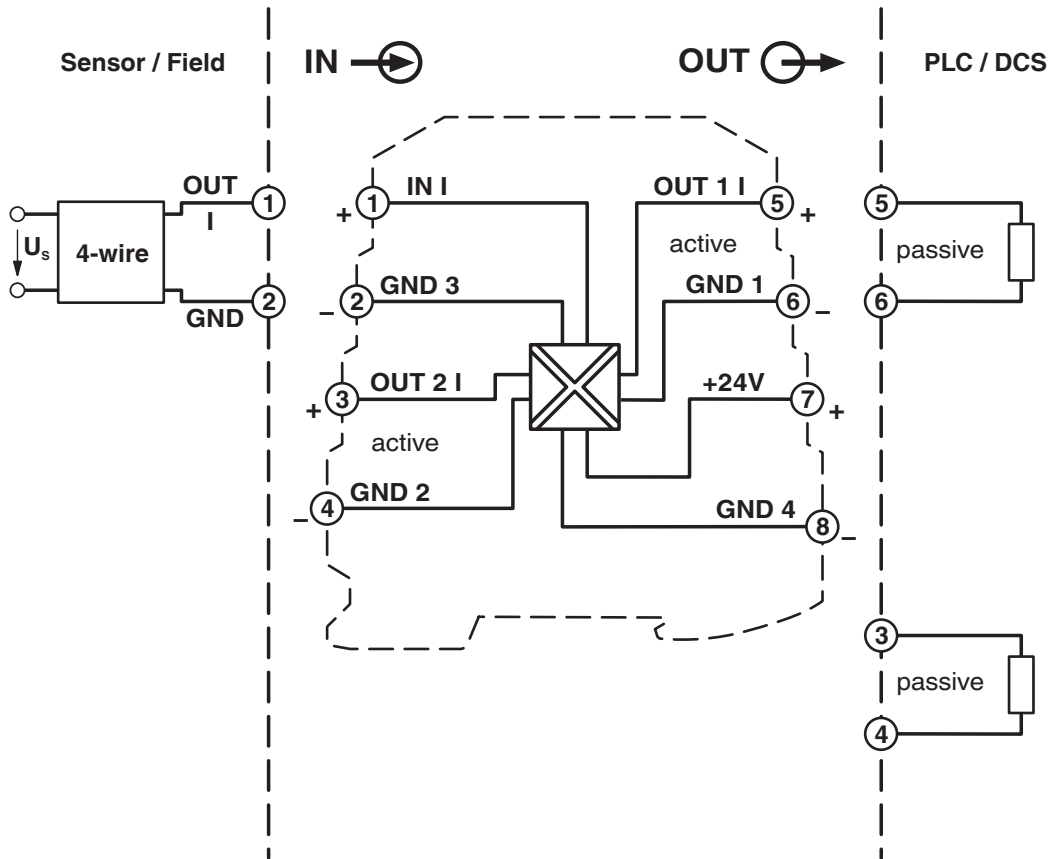 Sensor / Field
IN
OUT
PLC / DCS
OUT
I
1
Us
4-wire
2
GND
1
+
IN I
2
–
GND 3
3
+
OUT 2 I
active
4
–
GND 2
OUT 1 I
5
+
active
GND 1
6
–
+24V
7
+
GND 4
8
–
5
passive
6
3
passive
4